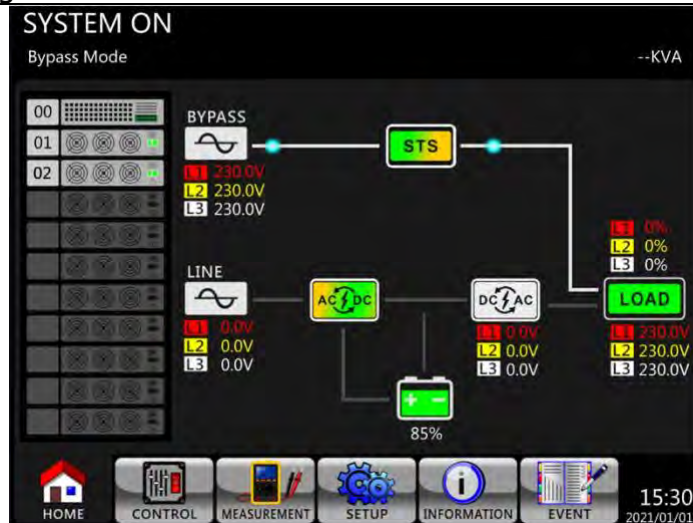 SYSTEM ON
Bypass Mode
--KVA
00
01
02
BYPASS
L1 230.0V
L2 230.0V
L3 230.0V
STS
L1 0%
L2 0%
L3 0%
LINE
L1 0.0V
L2 0.0V
L3 0.0V
AC DC
DC AC
L1 0.0V
L2 0.0V
L3 0.0V
LOAD
L1 230.0V
L2 230.0V
L3 230.0V
85%
HOME
CONTROL
MEASUREMENT
SETUP
INFORMATION
EVENT
15:30
2021/01/01